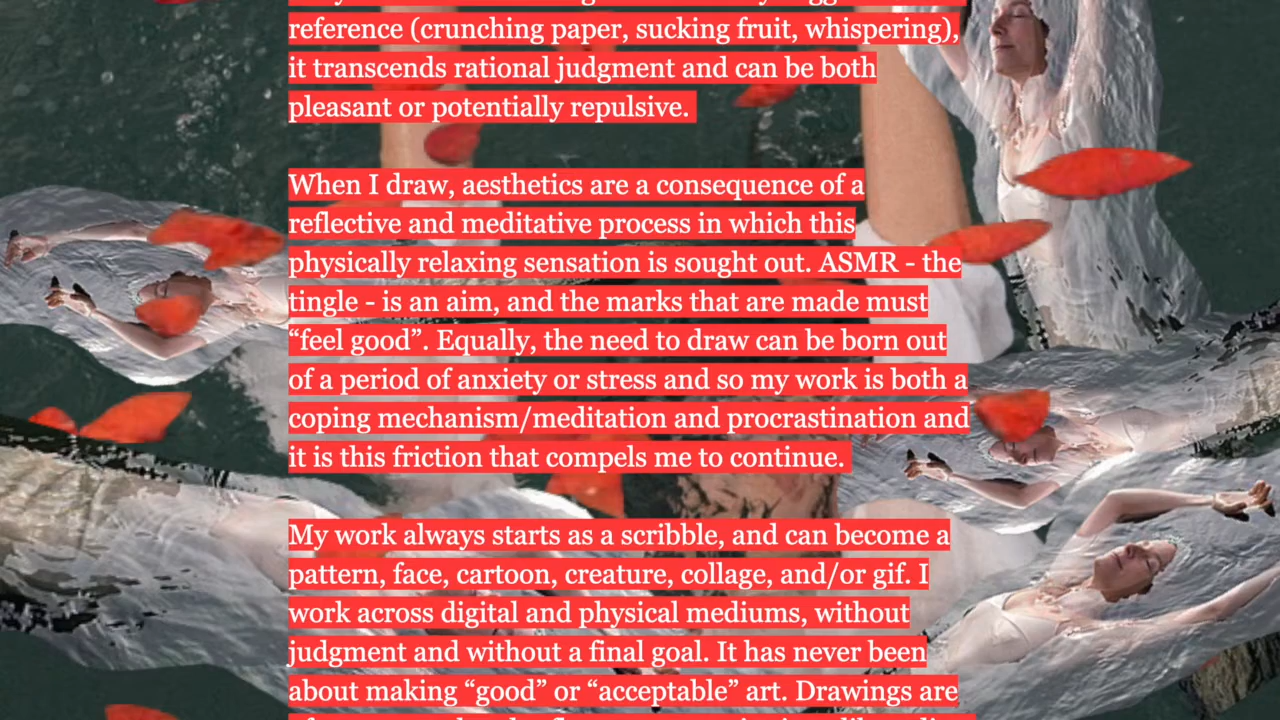 reference (crunching paper, sucking fruit, whispering),
it transcends rational judgment and can be both
pleasant or potentially repulsive.
When I draw, aesthetics are a consequence of a
reflective and meditative process in which this
physically relaxing sensation is sought out. ASMR - the
tingle - is an aim, and the marks that are made must
“feel good”. Equally, the need to draw can be born out
of a period of anxiety or stress and so my work is both a
coping mechanism/meditation and procrastination and
it is this friction that compels me to continue.
My work always starts as a scribble, and can become a
pattern, face, cartoon, creature, collage, and/or gif. I
work across digital and physical mediums, without
judgment and without a final goal. It has never been
about making “good” or “acceptable” art. Drawings are